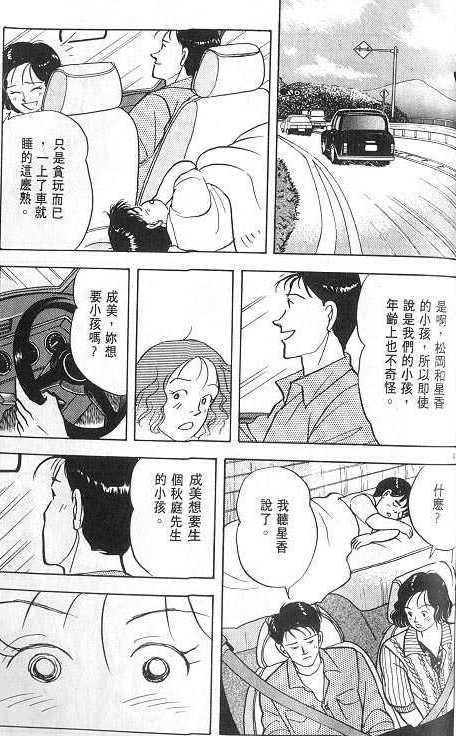 只是貪玩而已
，一上了車就
睡的這麼熟。
是啊，松岡和星香
的小孩，所以即使
說是我們的小孩，
年齡上也不奇怪。
成美，妳想
要小孩嗎？
什麼？
我聽星香
說了。
成美想要生
個秋庭先生
的小孩。